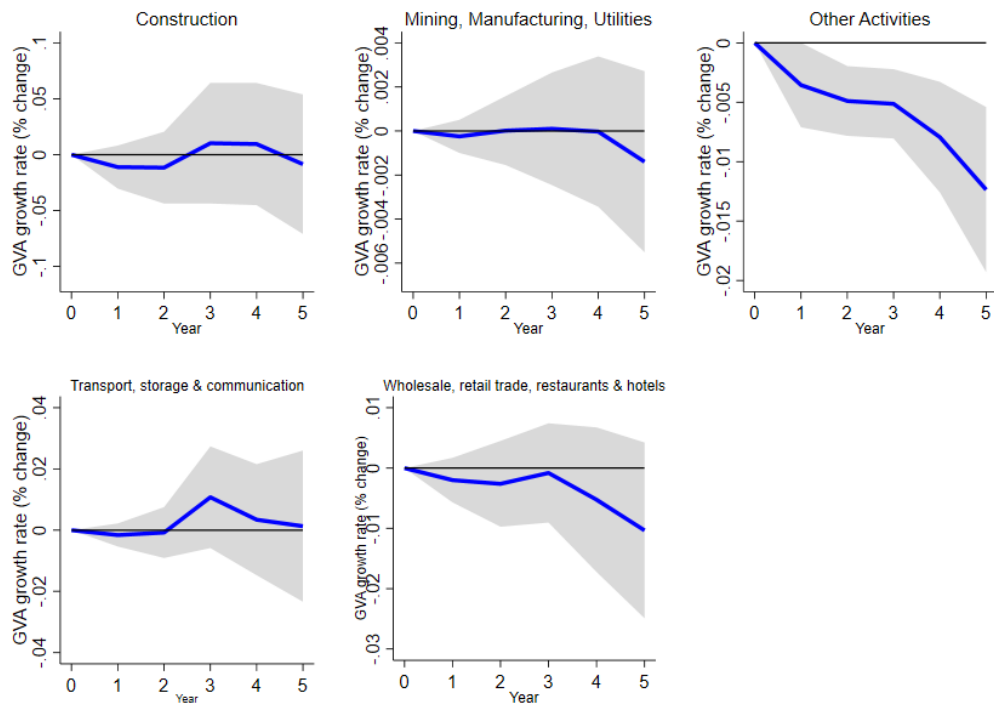 Construction
GVA growth rate (% change)
.1
.05
0
-.05
-.1
0 1 2 3 4 5
Year
Mining, Manufacturing, Utilities
GVA growth rate (% change)
.004
.002
0
-.002
-.004
-.006
0 1 2 3 4 5
Year
Other Activities
GVA growth rate (% change)
0
-.005
-.01
-.015
-.02
0 1 2 3 4 5
Year
Transport, storage & communication
GVA growth rate (% change)
.04
.02
0
-.02
-.04
0 1 2 3 4 5
Year
Wholesale, retail trade, restaurants & hotels
GVA growth rate (% change)
.01
0
-.01
-.02
-.03
0 1 2 3 4 5
Year